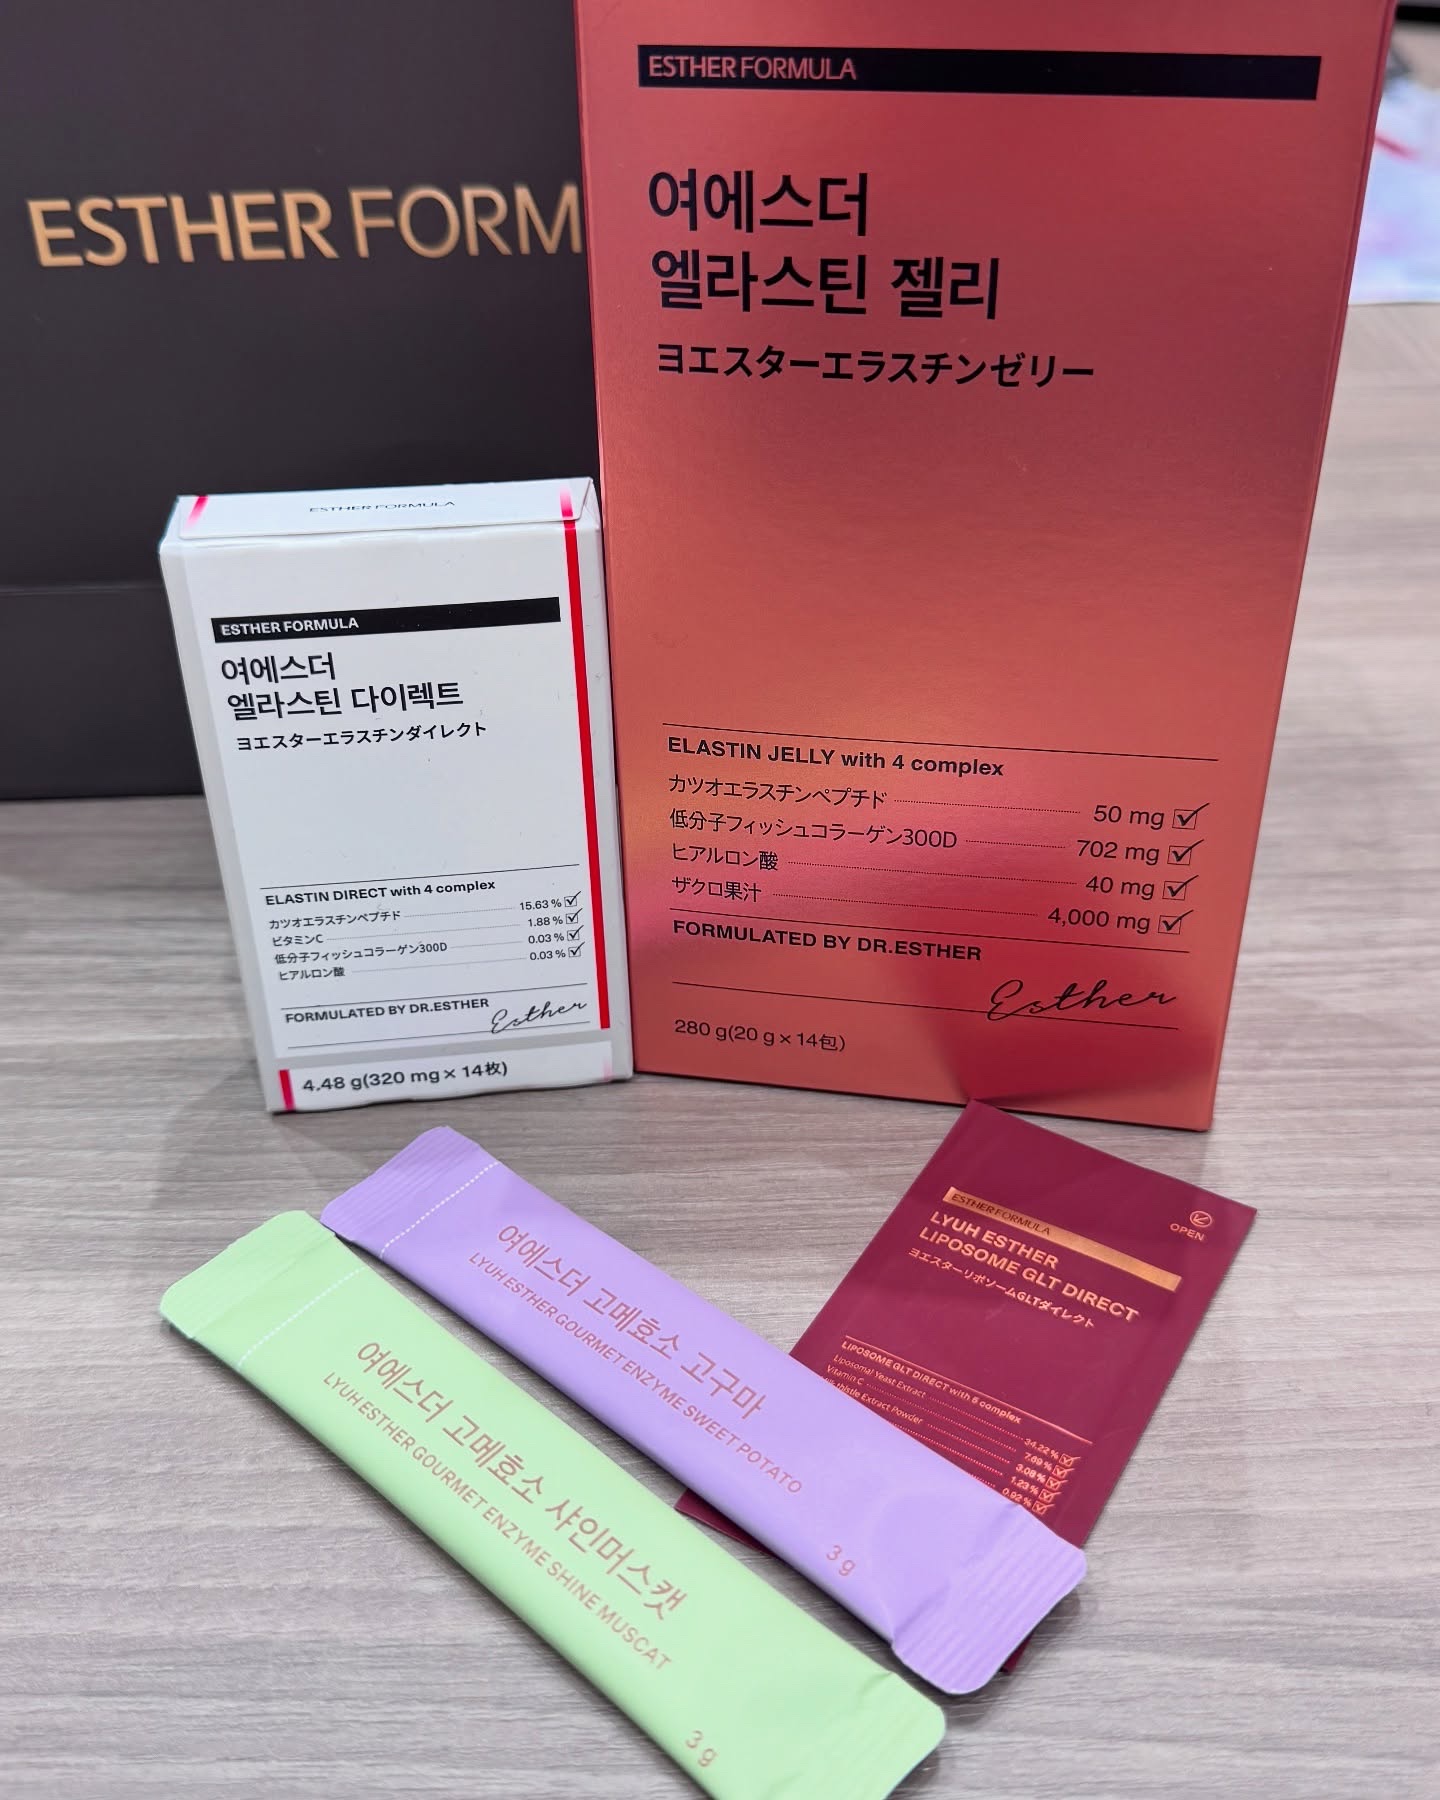 ESTHER FORM
ESTHER FORMULA
여에스더
엘라스틴 젤리
ヨエスターエラスチンゼリー
ELASTIN JELLY with 4 complex
カツオエラスチンペプチド 50 mg
低分子フィッシュコラーゲン300D 702 mg
ヒアルロン酸 40 mg
ザクロ果汁 4,000 mg
FORMULATED BY DR.ESTHER
Esther
280 g(20 g × 14包)
ESTHER FORMULA
ESTHER FORMULA
여에스더
엘라스틴 다이렉트
ヨエスターエラスチンダイレクト
ELASTIN DIRECT with 4 complex
カツオエラスチンペプチド 15.63 %
ビタミンC 1.88 %
低分子フィッシュコラーゲン300D 0.03 %
ヒアルロン酸 0.03 %
FORMULATED BY DR.ESTHER
Esther
4.48 g(320 mg × 14枚)
여에스더 고메효소 고구마
LYUH ESTHER GOURMET ENZYME SWEET POTATO
3 g
여에스더 고메효소 샤인머스캣
LYUH ESTHER GOURMET ENZYME SHINE MUSCAT
3 g
ESTHER FORMULA
OPEN
LYUH ESTHER
LIPOSOME GLT DIRECT
ヨエスターリポソームGLTダイレクト
LIPOSOME GLT DIRECT with 5 complex
Liposomal Yeast Extract 34.22 %
Vitamin C 7.69 %
thistle Extract Powder 3.08 %
1.23 %
0.92 %